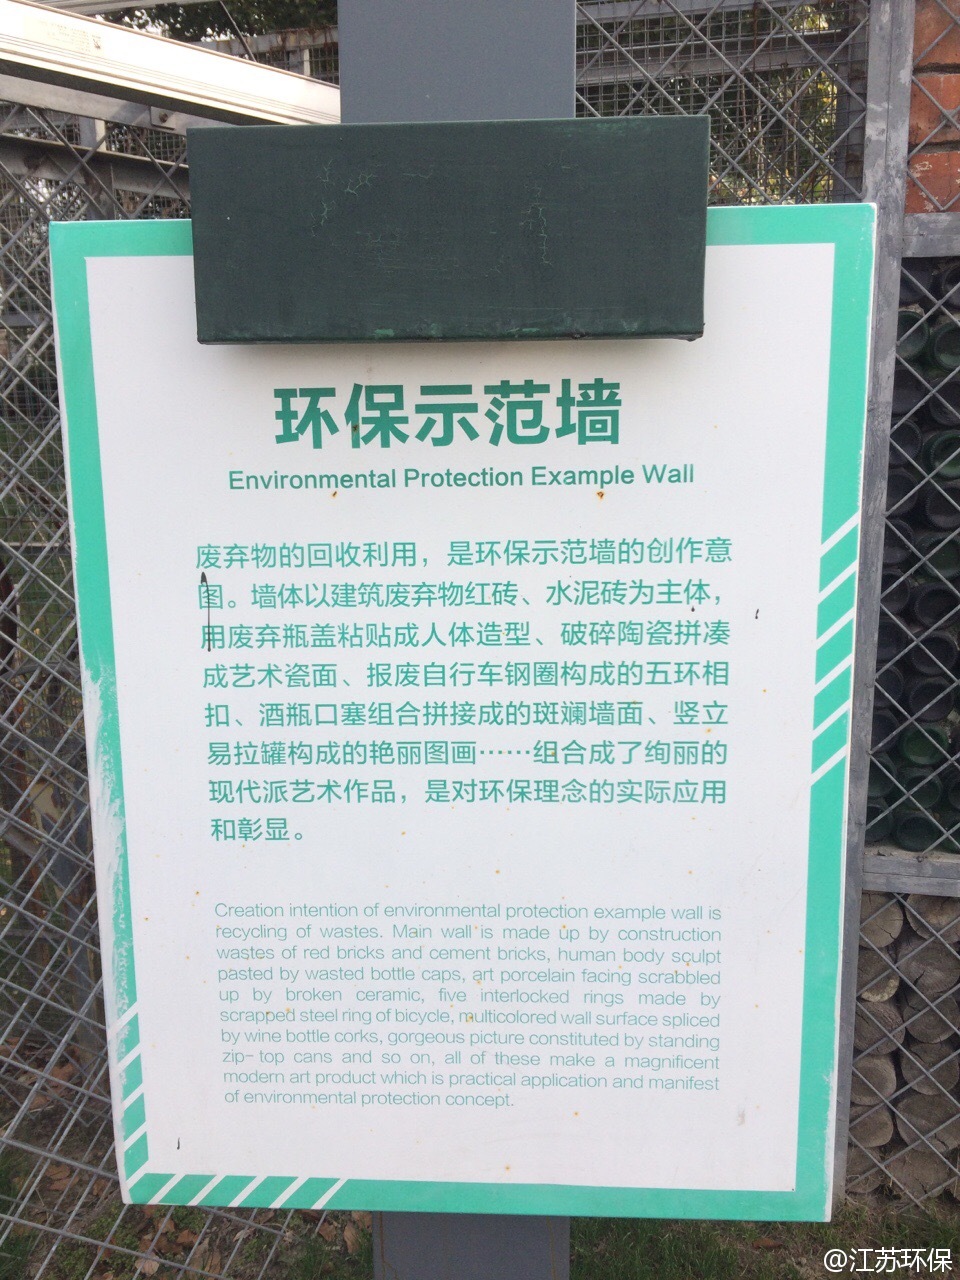 环保示范墙
Environmental Protection Example Wall
废弃物的回收利用，是环保示范墙的创作意
图。墙体以建筑废弃物红砖、水泥砖为主体，
用废弃瓶盖粘贴成人体造型、破碎陶瓷拼凑
成艺术瓷面、报废自行车钢圈构成的五环相
扣、酒瓶口塞组合拼接成的斑斓墙面、竖立
易拉罐构成的艳丽图画……组合成了绚丽的
现代派艺术作品，是对环保理念的实际应用
和彰显。
Creation intention of environmental protection example wall is
recycling of wastes. Main wall is made up by construction
wastes of red bricks and cement bricks, human body sculpt
pasted by wasted bottle caps, art porcelain facing scrabbled
up by broken ceramic, five interlocked rings made by
scrapped steel ring of bicycle, multicolored wall surface spliced
by wine bottle corks, gorgeous picture constituted by standing
zip-top cans and so on, all of these make a magnificent
modern art product which is practical application and manifest
of environmental protection concept.
@江苏环保